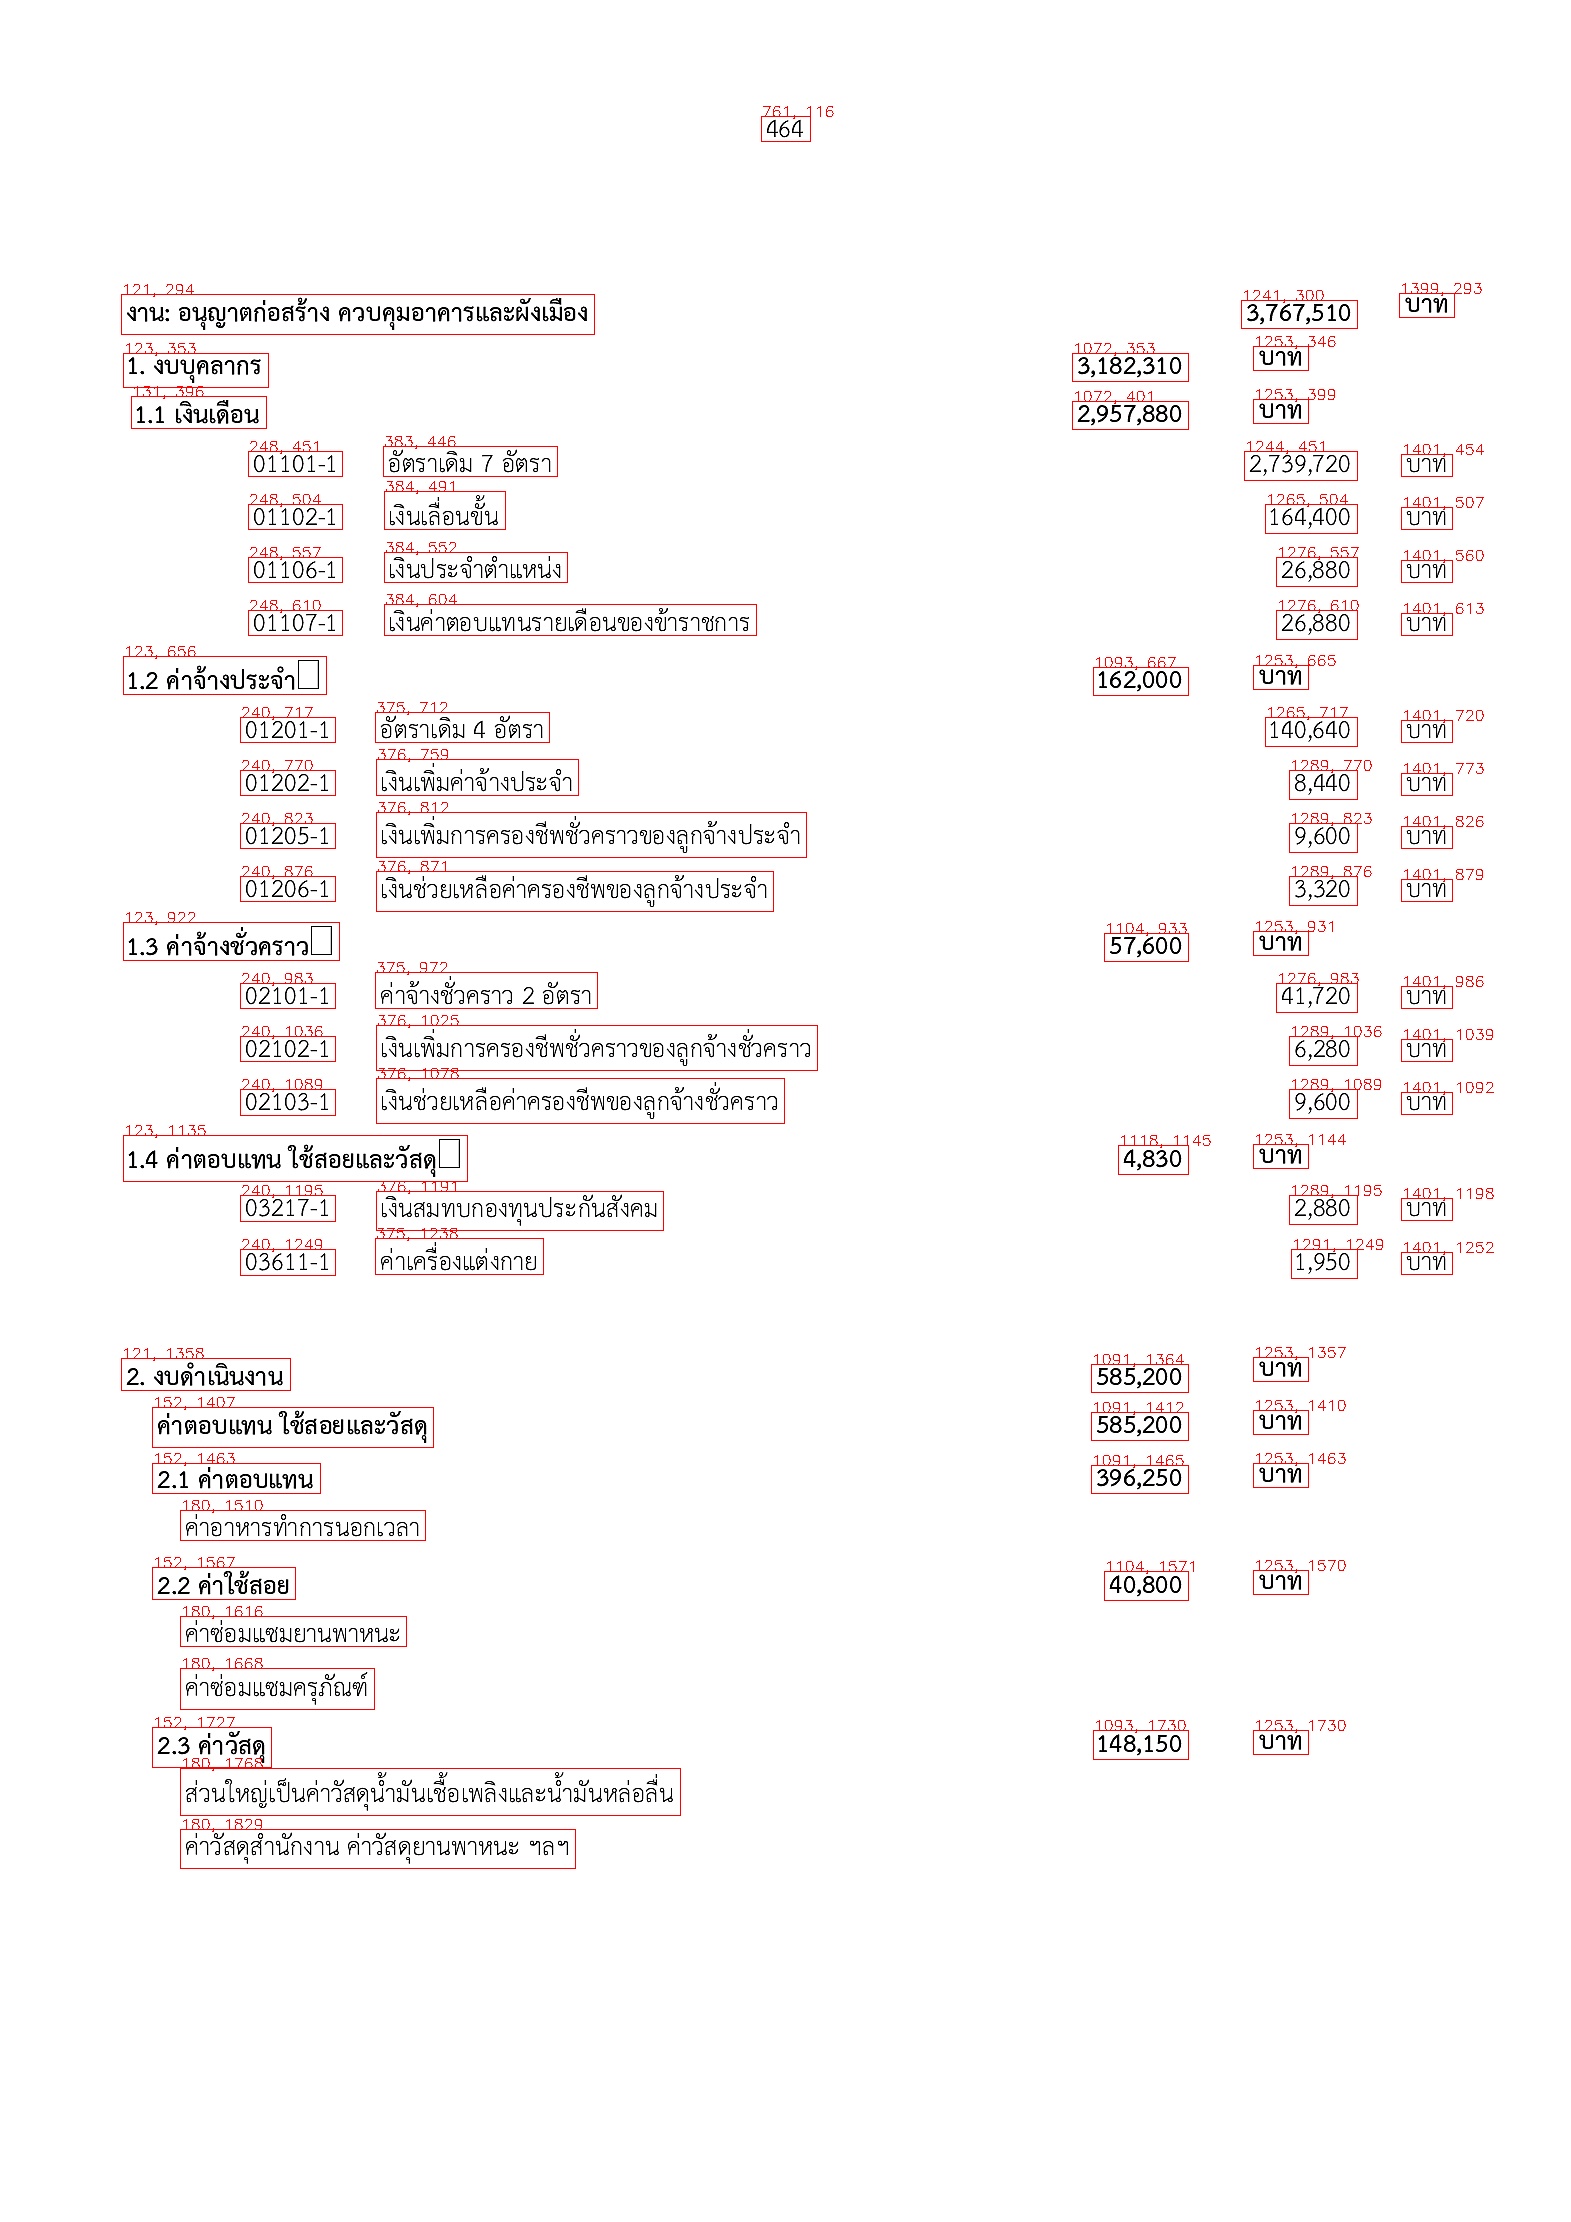 761, 116
464
121, 294 1241, 300 1399, 293
งาน: อนุญาตก่อสร้าง ควบคุมอาคารและผังเมือง 3,767,510 บาท
123, 353 1072, 353 1253, 346
1. งบบุคลากร 3,182,310 บาท
131, 396 1072, 401 1253, 399
1.1 เงินเดือน 2,957,880 บาท
248, 451 383, 446 1244, 451 1401, 454
01101-1 อัตราเดิม 7 อัตรา 2,739,720 บาท
248, 504 384, 491 1265, 504 1401, 507
01102-1 เงินเลื่อนขั้น 164,400 บาท
248, 557 384, 552 1276, 557 1401, 560
01106-1 เงินประจำตำแหน่ง 26,880 บาท
248, 610 384, 604 1276, 610 1401, 613
01107-1 เงินค่าตอบแทนรายเดือนของข้าราชการ 26,880 บาท
123, 656 1093, 667 1253, 665
1.2 ค่าจ้างประจำ 162,000 บาท
240, 717 375, 712 1265, 717 1401, 720
01201-1 อัตราเดิม 4 อัตรา 140,640 บาท
240, 770 376, 759 1289, 770 1401, 773
01202-1 เงินเพิ่มค่าจ้างประจำ 8,440 บาท
240, 823 376, 812 1289, 823 1401, 826
01205-1 เงินเพิ่มการครองชีพชั่วคราวของลูกจ้างประจำ 9,600 บาท
240, 876 376, 871 1289, 876 1401, 879
01206-1 เงินช่วยเหลือค่าครองชีพของลูกจ้างประจำ 3,320 บาท
123, 922 1104, 933 1253, 931
1.3 ค่าจ้างชั่วคราว 57,600 บาท
240, 983 375, 972 1276, 983 1401, 986
02101-1 ค่าจ้างชั่วคราว 2 อัตรา 41,720 บาท
240, 1036 376, 1025 1289, 1036 1401, 1039
02102-1 เงินเพิ่มการครองชีพชั่วคราวของลูกจ้างชั่วคราว 6,280 บาท
240, 1089 376, 1078 1289, 1089 1401, 1092
02103-1 เงินช่วยเหลือค่าครองชีพของลูกจ้างชั่วคราว 9,600 บาท
123, 1135 1118, 1145 1253, 1144
1.4 ค่าตอบแทน ใช้สอยและวัสดุ 4,830 บาท
240, 1195 376, 1191 1289, 1195 1401, 1198
03217-1 เงินสมทบกองทุนประกันสังคม 2,880 บาท
240, 1249 375, 1238 1291, 1249 1401, 1252
03611-1 ค่าเครื่องแต่งกาย 1,950 บาท
121, 1358 1091, 1364 1253, 1357
2. งบดำเนินงาน 585,200 บาท
152, 1407 1091, 1412 1253, 1410
ค่าตอบแทน ใช้สอยและวัสดุ 585,200 บาท
152, 1463 1091, 1465 1253, 1463
2.1 ค่าตอบแทน 396,250 บาท
180, 1510
ค่าอาหารทำการนอกเวลา
152, 1567 1104, 1571 1253, 1570
2.2 ค่าใช้สอย 40,800 บาท
180, 1616
ค่าซ่อมแซมยานพาหนะ
180, 1668
ค่าซ่อมแซมครุภัณฑ์
152, 1727 1093, 1730 1253, 1730
2.3 ค่าวัสดุ 148,150 บาท
180, 1768
ส่วนใหญ่เป็นค่าวัสดุน้ำมันเชื้อเพลิงและน้ำมันหล่อลื่น
180, 1829
ค่าวัสดุสำนักงาน ค่าวัสดุยานพาหนะ ฯลฯ